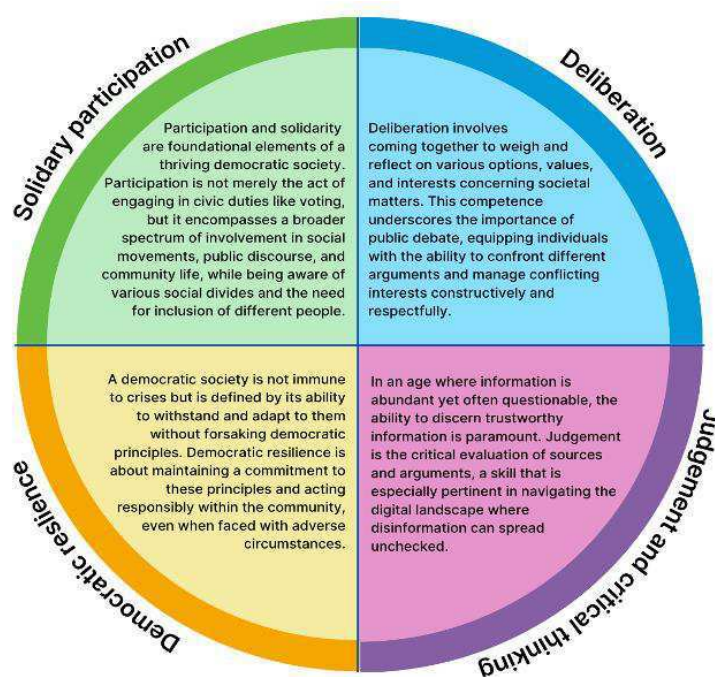 Solidary participation
Participation and solidarity
are foundational elements of a
thriving democratic society.
Participation is not merely the act of
engaging in civic duties like voting,
but it encompasses a broader
spectrum of involvement in social
movements, public discourse, and
community life, while being aware of
various social divides and the need
for inclusion of different people.
Deliberation
Deliberation involves
coming together to weigh and
reflect on various options, values,
and interests concerning societal
matters. This competence
underscores the importance of
public debate, equipping individuals
with the ability to confront different
arguments and manage conflicting
interests constructively and
respectfully.
Democratic resilience
A democratic society is not immune
to crises but is defined by its ability
to withstand and adapt to them
without forsaking democratic
principles. Democratic resilience is
about maintaining a commitment to
these principles and acting
responsibly within the community,
even when faced with adverse
circumstances.
Judgement and critical thinking
In an age where information is
abundant yet often questionable, the
ability to discern trustworthy
information is paramount. Judgement
is the critical evaluation of sources
and arguments, a skill that is
especially pertinent in navigating the
digital landscape where
disinformation can spread
unchecked.